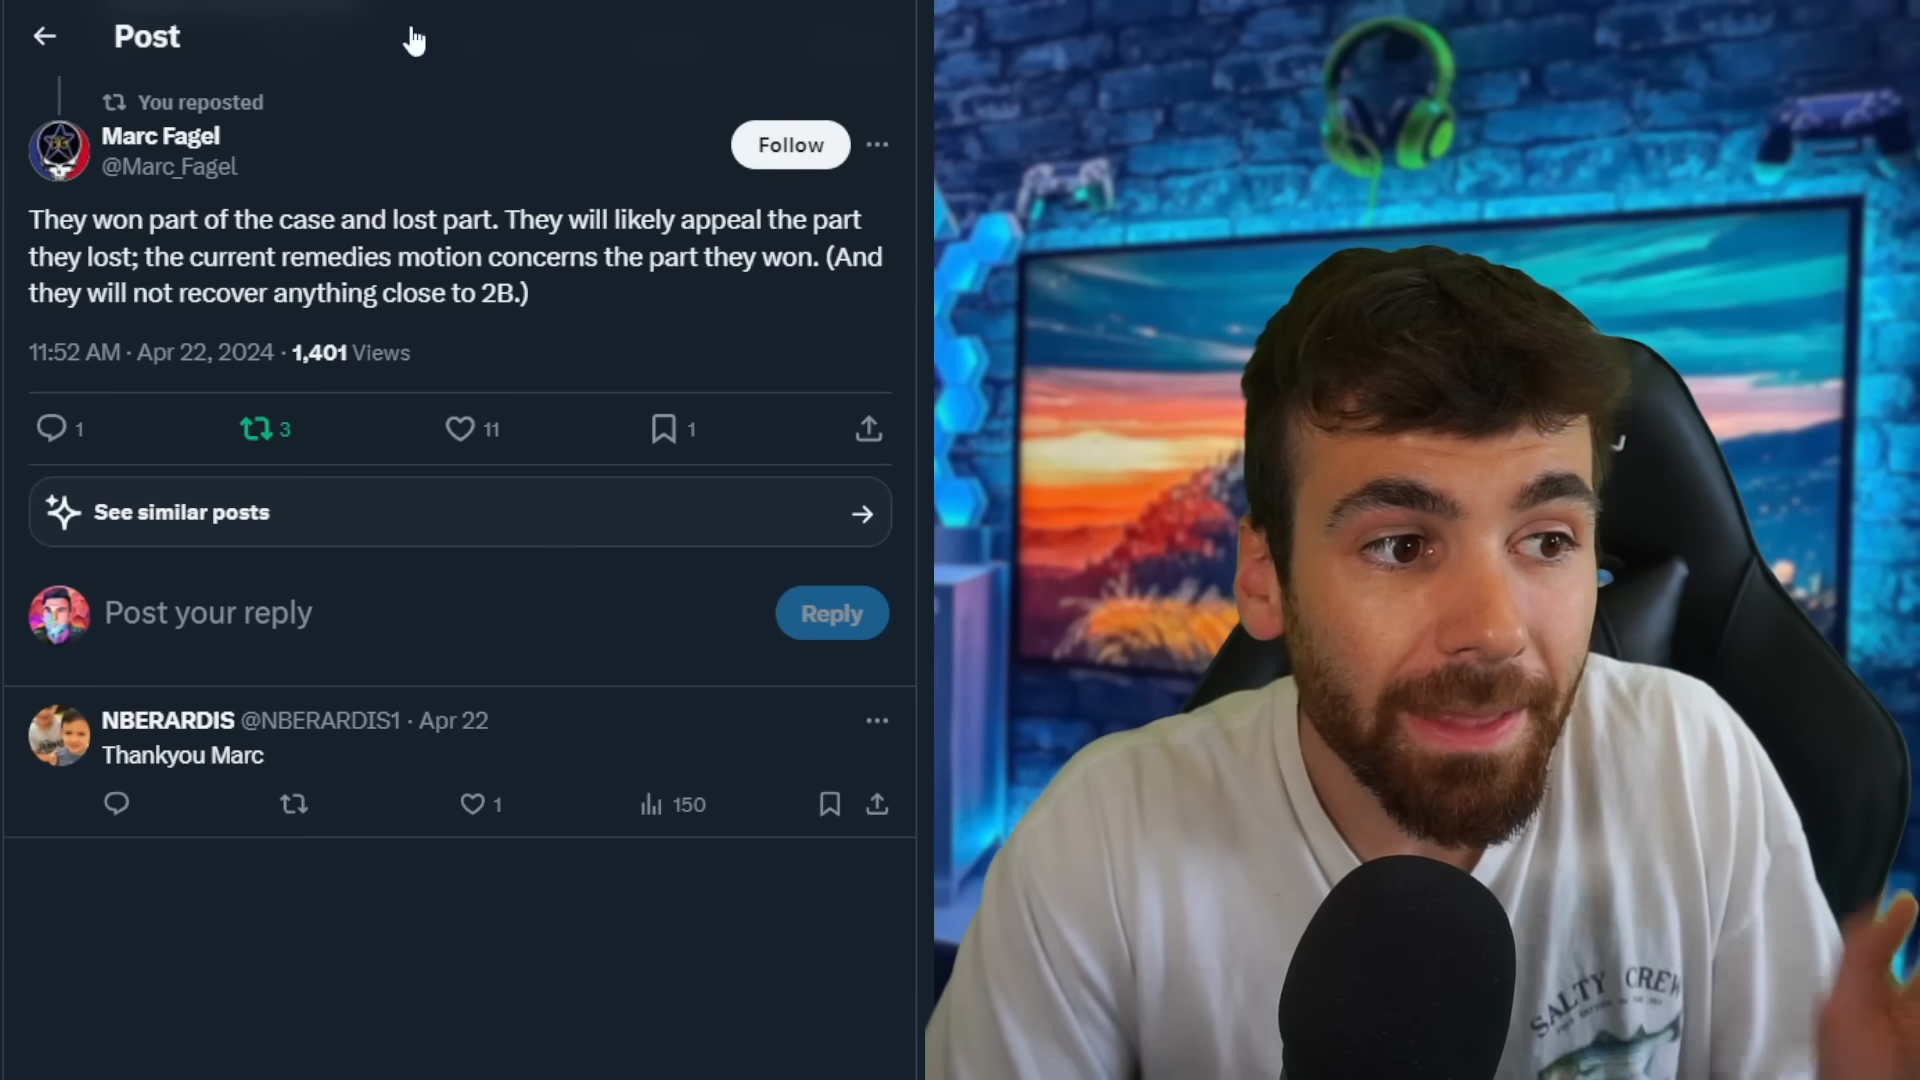 Post
You reposted
Marc Fagel
@Marc_Fagel
Follow
They won part of the case and lost part. They will likely appeal the part
they lost; the current remedies motion concerns the part they won. (And
they will not recover anything close to 2B.)
11:52 AM · Apr 22, 2024 · 1,401 Views
1 3 11 1
See similar posts
Post your reply
Reply
NBERARDIS @NBERARDIS1 · Apr 22
Thankyou Marc
1 150
SALTY CREW